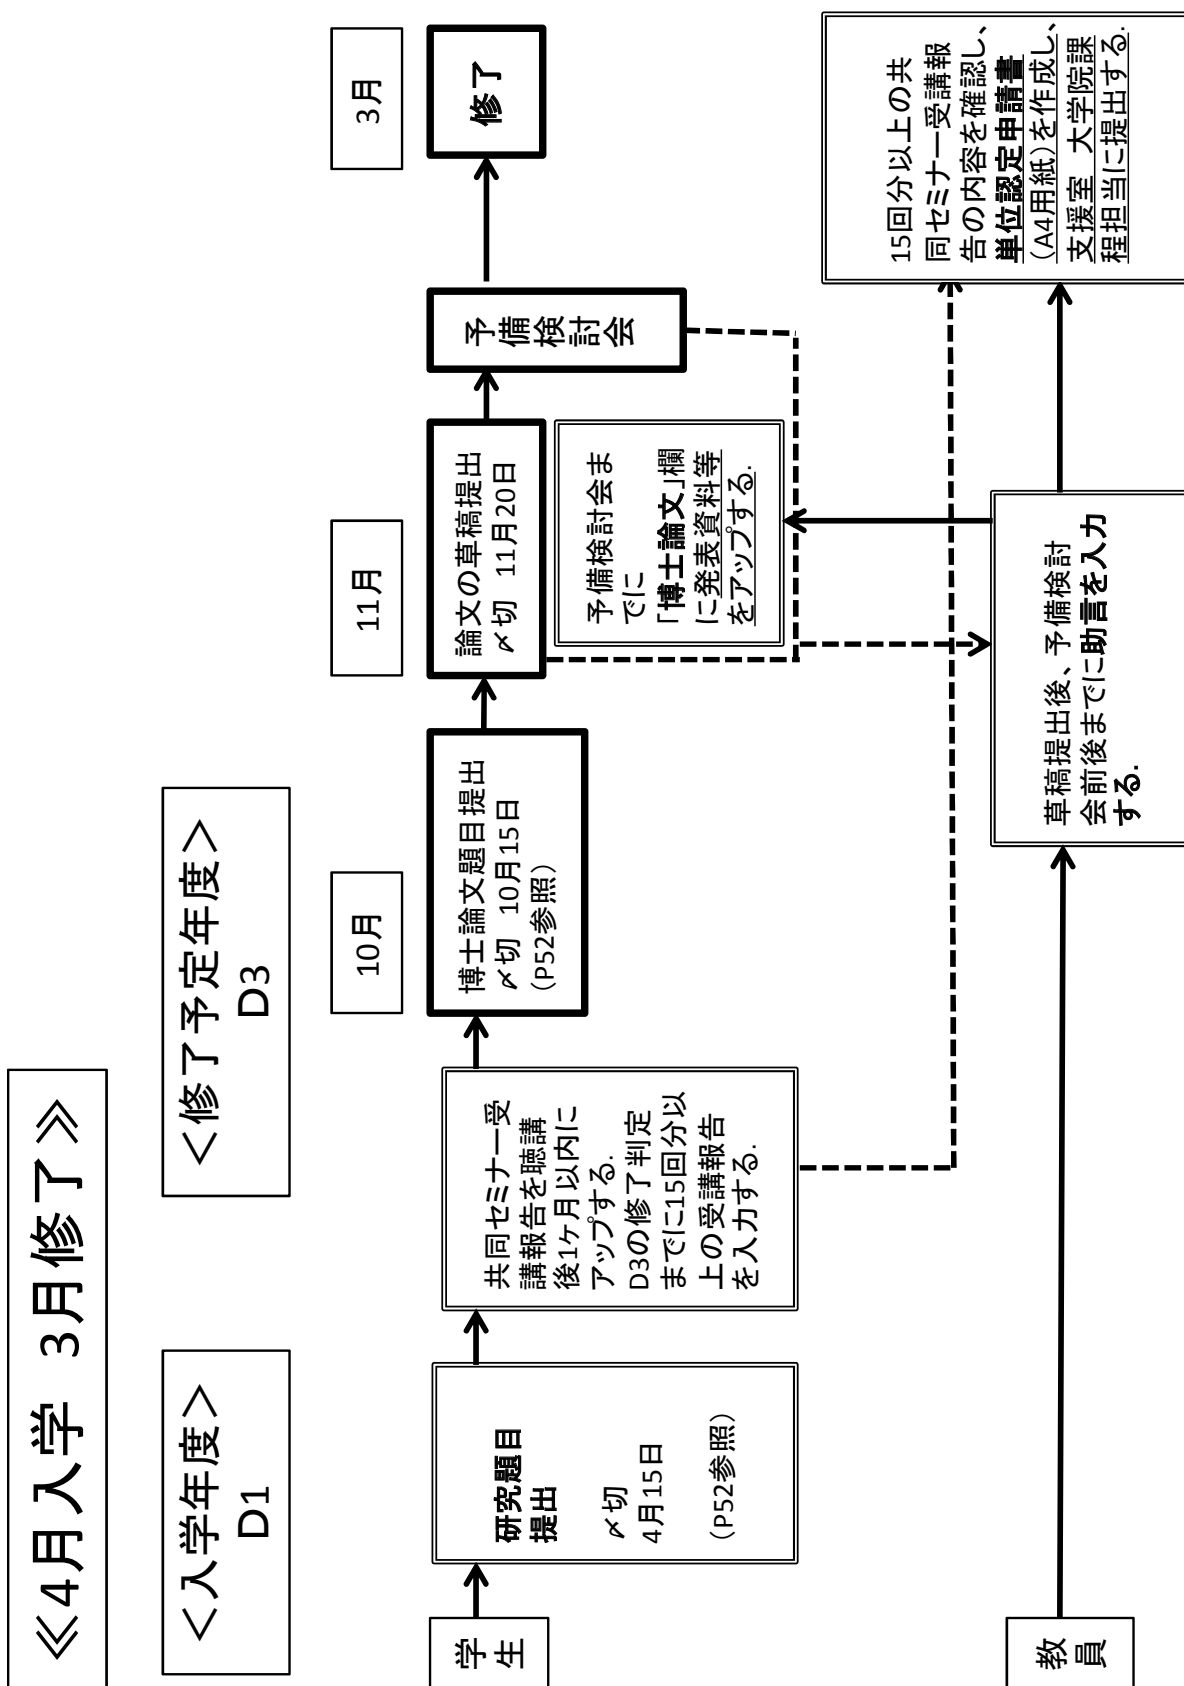 ≪4月入学　3月修了≫
＜入学年度＞
D1
＜修了予定年度＞
D3
10月
11月
3月
学
生
研究題目
提出
〆切
4月15日
（P52参照）
共同セミナー受
講報告を聴講
後1ヶ月以内に
アップする.
D3の修了判定
までに15回分以
上の受講報告
を入力する.
博士論文題目提出
〆切　10月15日
（P52参照）
論文の草稿提出
〆切　11月20日
予備検討会ま
でに
「博士論文」欄
に発表資料等
をアップする.
予備検討会
修了
教
員
草稿提出後、予備検討
会前後までに助言を入力
する.
15回分以上の共
同セミナー受講報
告の内容を確認し、
単位認定申請書
（A4用紙）を作成し、
支援室　大学院課
程担当に提出する.